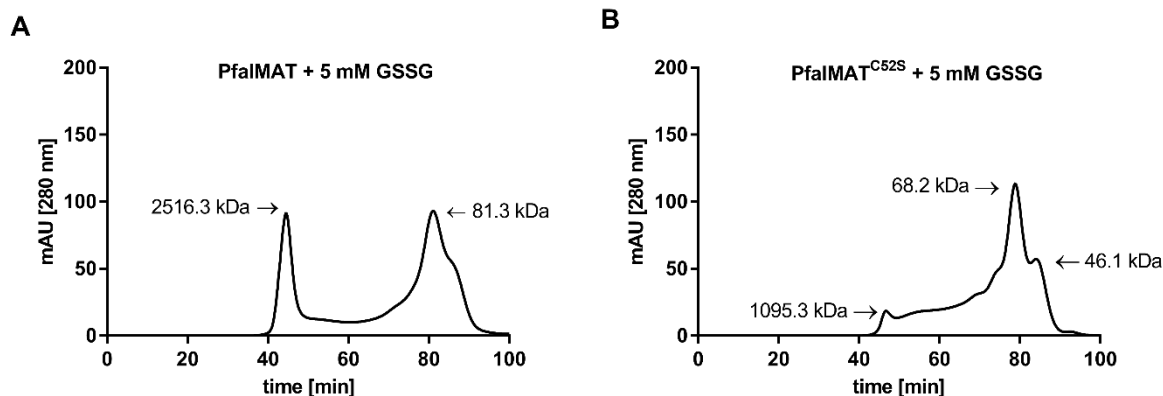 A
PfalMAT + 5 mM GSSG
200
150
100
50
0
mAU [280 nm]
2516.3 kDa →
← 81.3 kDa
0 20 40 60 80 100
time [min]
B
PfalMATC52S + 5 mM GSSG
200
150
100
50
0
mAU [280 nm]
68.2 kDa →
← 46.1 kDa
1095.3 kDa →
0 20 40 60 80 100
time [min]